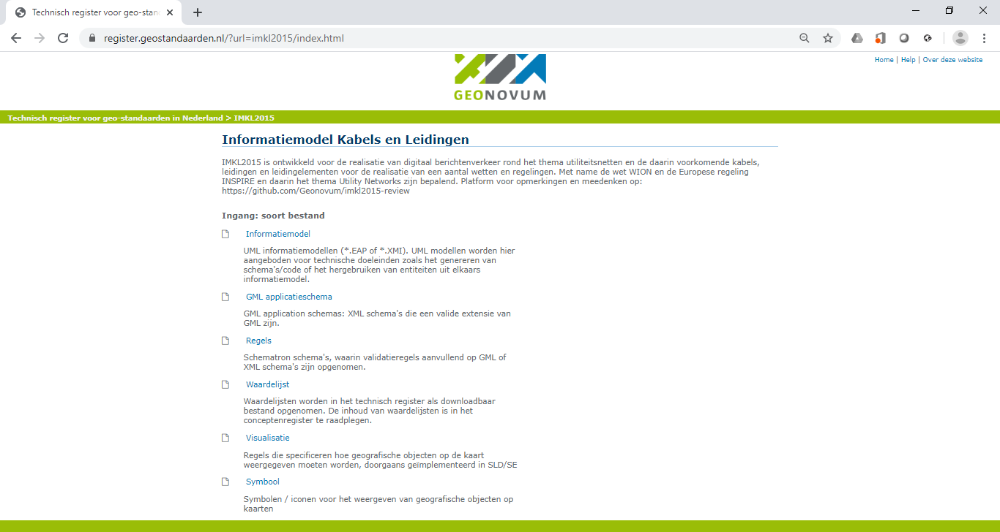 Technisch register voor geo-stan
register.geostandaarden.nl/?url=imkl2015/index.html
GEONOVUM
Home | Help | Over deze website
Technisch register voor geo-standaarden in Nederland > IMKL2015
Informatiemodel Kabels en Leidingen
IMKL2015 is ontwikkeld voor de realisatie van digitaal berichtenverkeer rond het thema utiliteitsnetten en de daarin voorkomende kabels,
leidingen en leidingelementen voor de realisatie van een aantal wetten en regelingen. Met name de wet WION en de Europese regeling
INSPIRE en daarin het thema Utility Networks zijn bepalend. Platform voor opmerkingen en meedenken op:
https://github.com/Geonovum/imkl2015-review
Ingang: soort bestand
Informatiemodel
UML informatiemodellen (*.EAP of *.XMI). UML modellen worden hier
aangeboden voor technische doeleinden zoals het genereren van
schema's/code of het hergebruiken van entiteiten uit elkaars
informatiemodel.
GML applicatieschema
GML application schemas: XML schema's die een valide extensie van
GML zijn.
Regels
Schematron schema's, waarin validatieregels aanvullend op GML of
XML schema's zijn opgenomen.
Waardelijst
Waardelijsten worden in het technisch register als downloadbaar
bestand opgenomen. De inhoud van waardelijsten is in het
conceptenregister te raadplegen.
Visualisatie
Regels die specificeren hoe geografische objecten op de kaart
weergegeven moeten worden, doorgaans geïmplementeerd in SLD/SE
Symbool
Symbolen / iconen voor het weergeven van geografische objecten op
kaarten